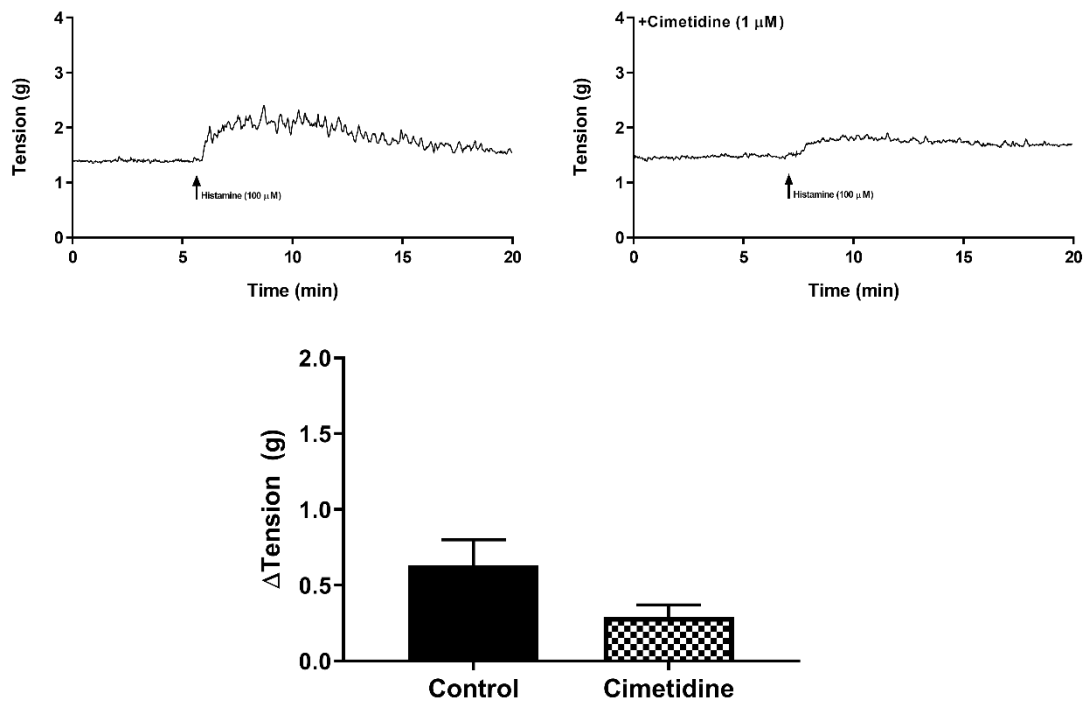 4
3
2
1
0
Tension (g)
Histamine (100 µM)
0 5 10 15 20
Time (min)
+Cimetidine (1 µM)
4
3
2
1
0
Tension (g)
Histamine (100 µM)
0 5 10 15 20
Time (min)
2.0
1.5
1.0
0.5
0.0
ΔTension (g)
Control Cimetidine